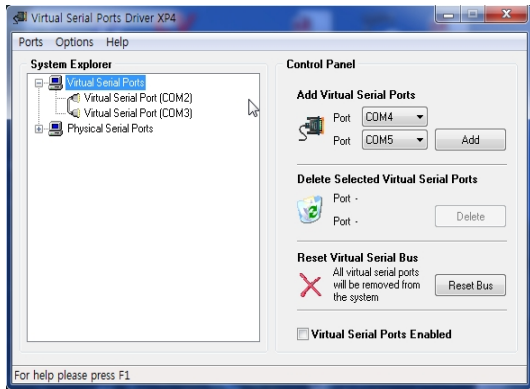 Virtual Serial Ports Driver XP4
Ports Options Help
System Explorer
Virtual Serial Ports
Virtual Serial Port (COM2)
Virtual Serial Port (COM3)
Physical Serial Ports
Control Panel
Add Virtual Serial Ports
Port COM4
Port COM5 Add
Delete Selected Virtual Serial Ports
Port -
Port - Delete
Reset Virtual Serial Bus
All virtual serial ports
will be removed from
the system
Reset Bus
Virtual Serial Ports Enabled
For help please press F1